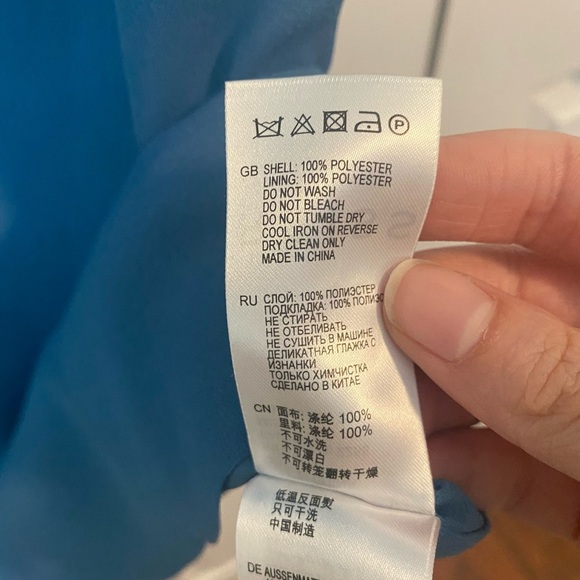 P
GB SHELL: 100% POLYESTER
LINING: 100% POLYESTER
DO NOT WASH
DO NOT BLEACH
DO NOT TUMBLE DRY
COOL IRON ON REVERSE
DRY CLEAN ONLY
MADE IN CHINA
RU СЛОЙ: 100% ПОЛИЭСТЕР
ПОДКЛАДКА: 100%
НЕ СТИРАТЬ
НЕ ОТБЕЛИВАТЬ
НЕ СУШИТЬ В МАШИНЕ
ДЕЛИКАТНАЯ ГЛАЖКА С
ИЗНАНКИ
ТОЛЬКО ХИМЧИСТКА
СДЕЛАНО В КИТАЕ
CN 面布: 涤纶 100%
里料: 涤纶 100%
不可水洗
不可漂白
不可转笼翻转干燥
低温反面熨
只可干洗
中国制造
DE